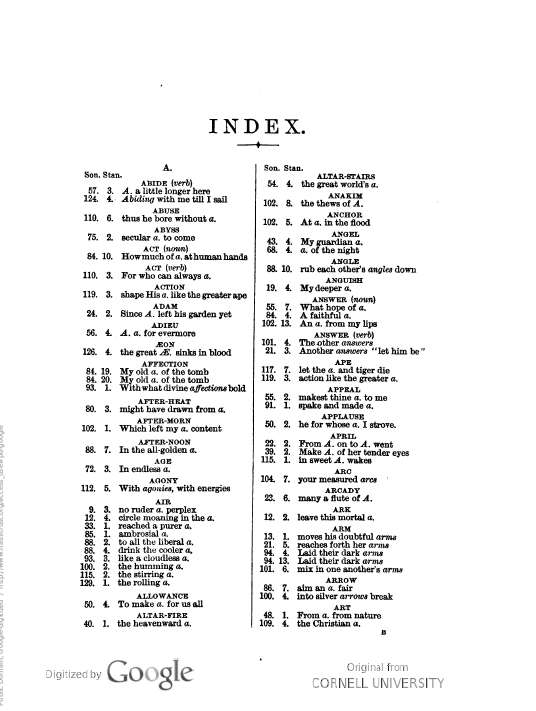 INDEX.
A.
Son. Stan.
ABIDE (verb)
57. 3. A. a little longer here
124. 4. Abiding with me till I sail
ABUSE
110. 6. thus he bore without a.
ABYSS
75. 2. secular a. to come
ACT (noun)
84. 10. How much of a. at human hands
ACT (verb)
110. 3. For who can always a.
ACTION
119. 3. shape His a. like the greater ape
ADAM
24. 2. Since A. left his garden yet
ADIEU
56. 4. A. a. for evermore
ÆON
126. 4. the great Æ. sinks in blood
AFFECTION
84. 19. My old a. of the tomb
84. 20. My old a. of the tomb
93. 1. With what divine affections bold
AFTER-HEAT
80. 3. might have drawn from a.
AFTER-MORN
102. 1. Which left my a. content
AFTER-NOON
88. 7. In the all-golden a.
AGE
72. 3. In endless a.
AGONY
112. 5. With agonies, with energies
AIR
9. 3. no ruder a. perplex
12. 4. circle moaning in the a.
33. 1. reached a purer a.
85. 1. ambrosial a.
88. 2. to all the liberal a.
88. 4. drink the cooler a.
93. 3. like a cloudless a.
100. 2. the humming a.
115. 2. the stirring a.
129. 1. the rolling a.
ALLOWANCE
50. 4. To make a. for us all
ALTAR-FIRE
40. 1. the heavenward a.
Son. Stan.
ALTAR-STAIRS
54. 4. the great world's a.
ANAKIM
102. 8. the thews of A.
ANCHOR
102. 5. At a. in the flood
ANGEL
43. 4. My guardian a.
68. 4. a. of the night
ANGLE
88. 10. rub each other's angles down
ANGUISH
19. 4. My deeper a.
ANSWER (noun)
55. 7. What hope of a.
84. 4. A faithful a.
102. 13. An a. from my lips
ANSWER (verb)
101. 4. The other answers
21. 3. Another answers "let him be"
APE
117. 7. let the a. and tiger die
119. 3. action like the greater a.
APPEAL
55. 2. makest thine a. to me
91. 1. spake and made a.
APPLAUSE
50. 2. he for whose a. I strove.
APRIL
22. 2. From A. on to A. went
39. 2. Make A. of her tender eyes
115. 1. in sweet A. wakes
ARC
104. 7. your measured arcs
ARCADY
23. 6. many a flute of A.
ARK
12. 2. leave this mortal a.
ARM
13. 1. moves his doubtful arms
21. 5. reaches forth her arms
94. 4. Laid their dark arms
94. 13. Laid their dark arms
101. 6. mix in one another's arms
ARROW
86. 7. aim an a. fair
100. 4. into silver arrows break
ART
48. 1. From a. from nature
109. 4. the Christian a.
B
Digitized by Google
Original from
CORNELL UNIVERSITY